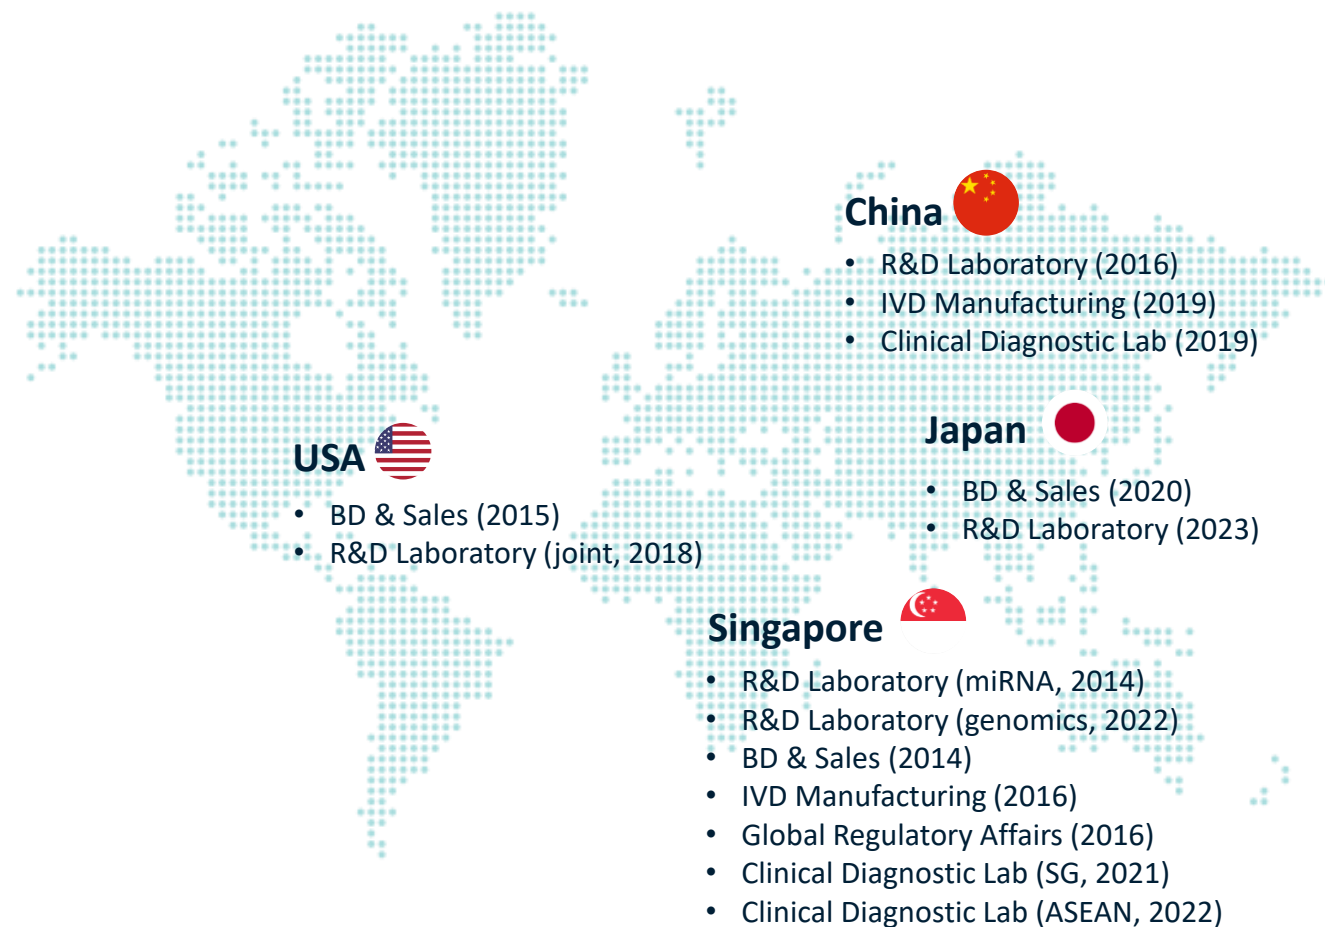 China
• R&D Laboratory (2016)
• IVD Manufacturing (2019)
• Clinical Diagnostic Lab (2019)
USA
• BD & Sales (2015)
• R&D Laboratory (joint, 2018)
Japan
• BD & Sales (2020)
• R&D Laboratory (2023)
Singapore
• R&D Laboratory (miRNA, 2014)
• R&D Laboratory (genomics, 2022)
• BD & Sales (2014)
• IVD Manufacturing (2016)
• Global Regulatory Affairs (2016)
• Clinical Diagnostic Lab (SG, 2021)
• Clinical Diagnostic Lab (ASEAN, 2022)